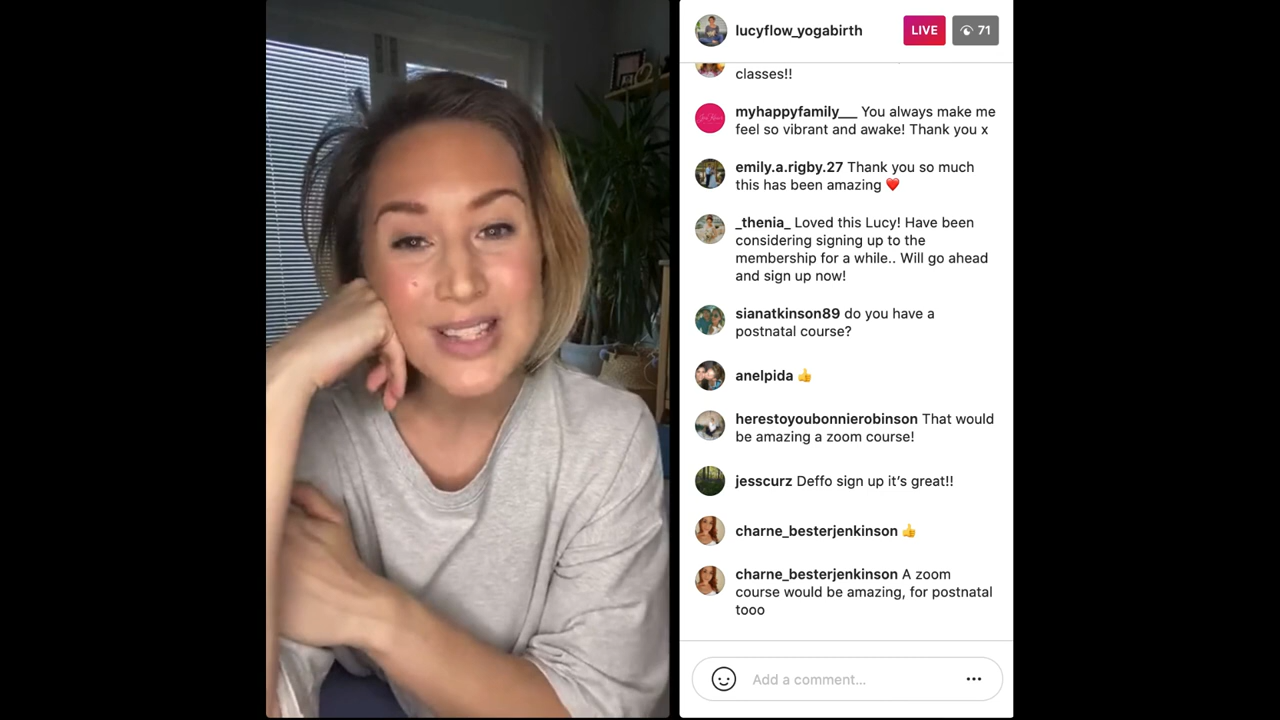 lucyflow_yogabirth LIVE 71
classes!!
myhappyfamily___ You always make me
feel so vibrant and awake! Thank you x
emily.a.rigby.27 Thank you so much
this has been amazing ❤️
_thenia_ Loved this Lucy! Have been
considering signing up to the
membership for a while.. Will go ahead
and sign up now!
sianatkinson89 do you have a
postnatal course?
anelpida 👍
herestoyoubonnierobinson That would
be amazing a zoom course!
jesscurz Deffo sign up it's great!!
charne_besterjenkinson 👍
charne_besterjenkinson A zoom
course would be amazing, for postnatal
tooo
Add a comment...